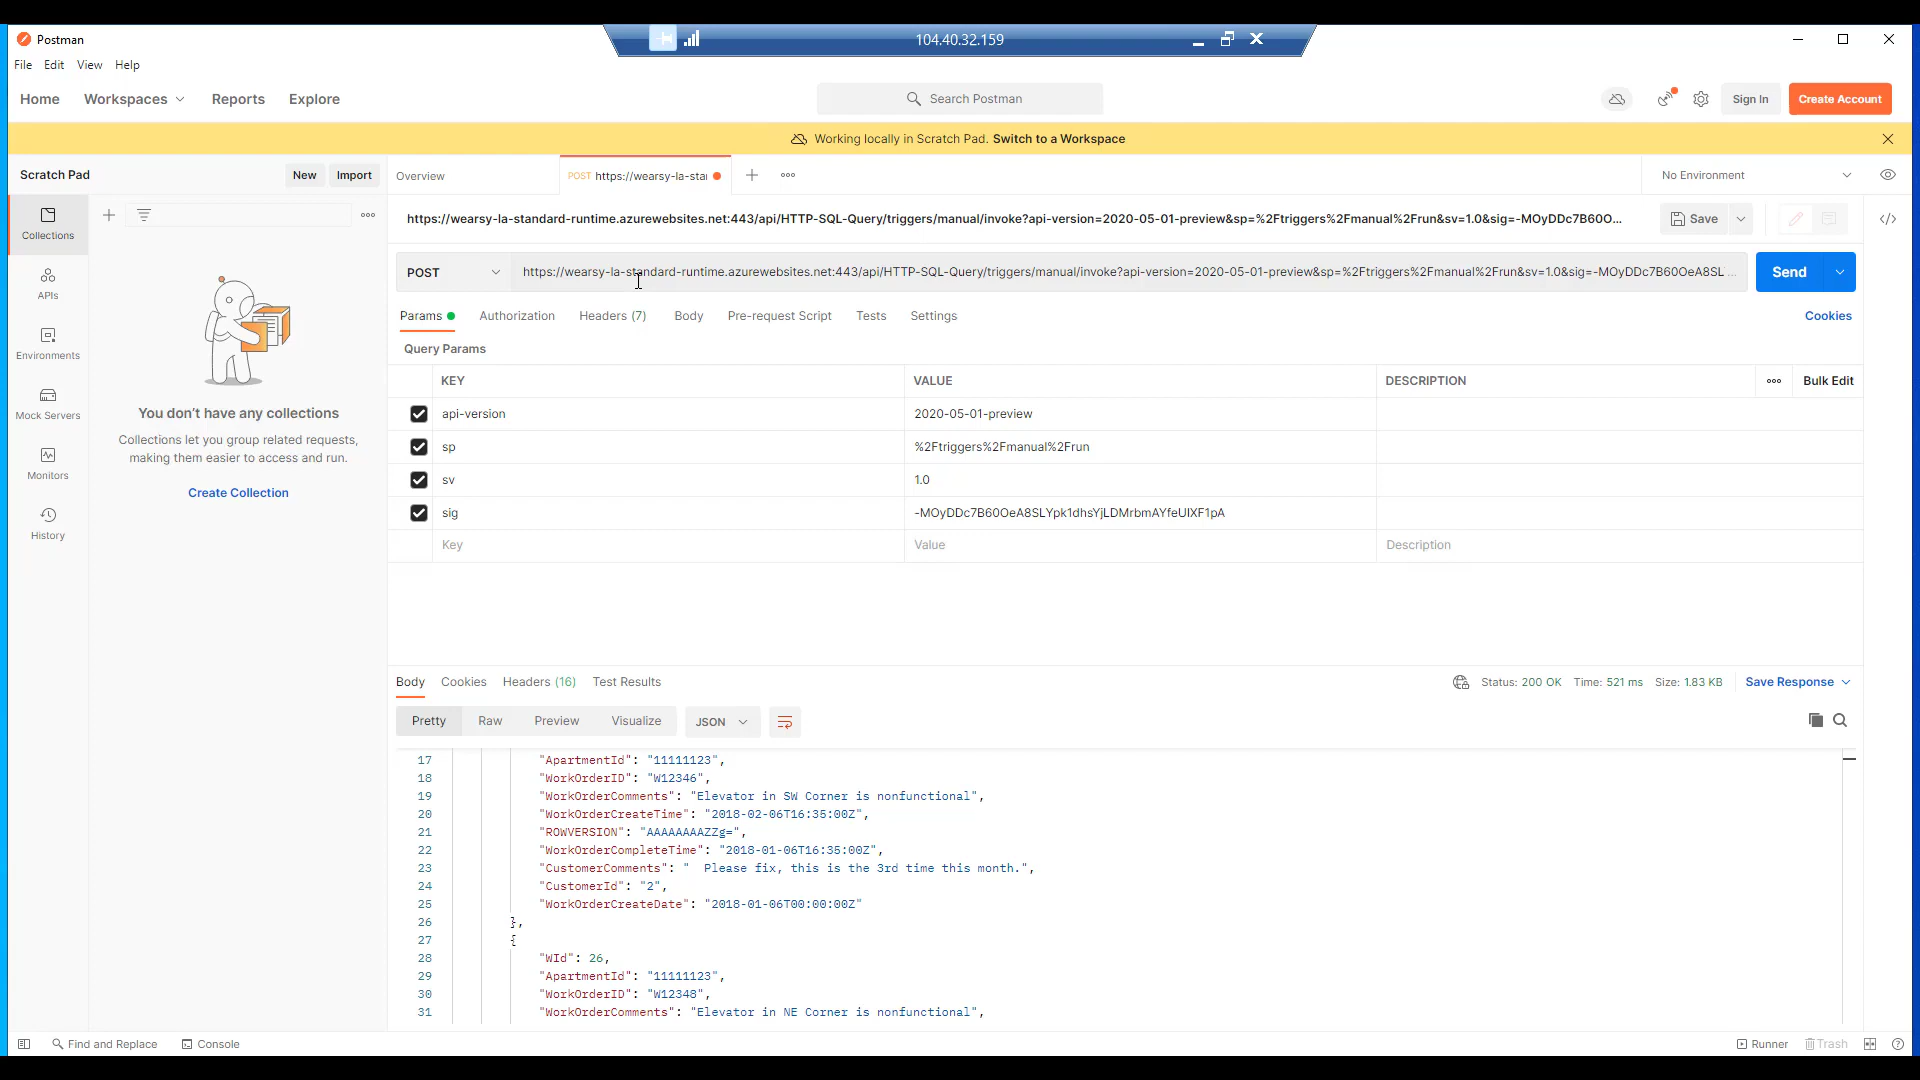 Postman
104.40.32.159
File Edit View Help
Home Workspaces Reports Explore
Search Postman
Sign In
Create Account
Working locally in Scratch Pad. Switch to a Workspace
Scratch Pad
New
Import
Overview
POST https://wearsy-la-star
No Environment
https://wearsy-la-standard-runtime.azurewebsites.net:443/api/HTTP-SQL-Query/triggers/manual/invoke?api-version=2020-05-01-preview&sp=%2Ftriggers%2Fmanual%2Frun&sv=1.0&sig=-MOyDDc7B60O...
Save
POST
https://wearsy-la-standard-runtime.azurewebsites.net:443/api/HTTP-SQL-Query/triggers/manual/invoke?api-version=2020-05-01-preview&sp=%2Ftriggers%2Fmanual%2Frun&sv=1.0&sig=-MOyDDc7B60OeA8SL...
Send
Params Authorization Headers (7) Body Pre-request Script Tests Settings
Cookies
Query Params
KEY VALUE DESCRIPTION
Bulk Edit
api-version 2020-05-01-preview
sp %2Ftriggers%2Fmanual%2Frun
sv 1.0
sig -MOyDDc7B60OeA8SLYpk1dhsYjLDMrbmAYfeUIXF1pA
Key Value Description
Collections
APIs
Environments
Mock Servers
Monitors
History
You don't have any collections
Collections let you group related requests,
making them easier to access and run.
Create Collection
Body Cookies Headers (16) Test Results
Status: 200 OK Time: 521 ms Size: 1.83 KB
Save Response
Pretty Raw Preview Visualize JSON
17 "ApartmentId": "11111123",
18 "WorkOrderID": "W12346",
19 "WorkOrderComments": "Elevator in SW Corner is nonfunctional",
20 "WorkOrderCreateTime": "2018-02-06T16:35:00Z",
21 "ROWVERSION": "AAAAAAAAZZg=",
22 "WorkOrderCompleteTime": "2018-01-06T16:35:00Z",
23 "CustomerComments": "  Please fix, this is the 3rd time this month.",
24 "CustomerId": "2",
25 "WorkOrderCreateDate": "2018-01-06T00:00:00Z"
26 },
27 {
28 "WId": 26,
29 "ApartmentId": "11111123",
30 "WorkOrderID": "W12348",
31 "WorkOrderComments": "Elevator in NE Corner is nonfunctional",
Find and Replace
Console
Runner
Trash